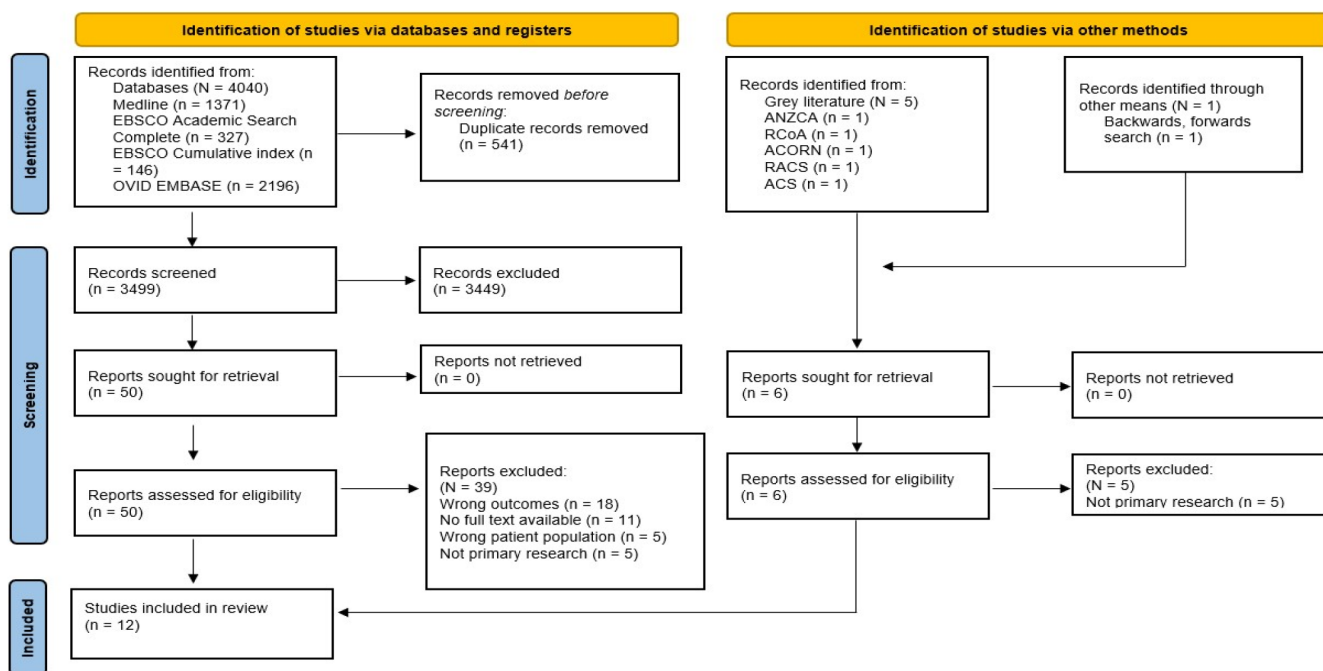 Identification of studies via databases and registers
Identification of studies via other methods
Identification
Records identified from:
Databases (N = 4040)
Medline (n = 1371)
EBSCO Academic Search
Complete (n = 327)
EBSCO Cumulative index (n
= 146)
OVID EMBASE (n = 2196)
Records removed before
screening:
Duplicate records removed
(n = 541)
Records identified from:
Grey literature (N = 5)
ANZCA (n = 1)
RCoA (n = 1)
ACORN (n = 1)
RACS (n = 1)
ACS (n = 1)
Records identified through
other means (N = 1)
Backwards, forwards
search (n = 1)
Screening
Records screened
(n = 3499)
Records excluded
(n = 3449)
Reports sought for retrieval
(n = 50)
Reports not retrieved
(n = 0)
Reports sought for retrieval
(n = 6)
Reports not retrieved
(n = 0)
Reports assessed for eligibility
(n = 50)
Reports excluded:
(N = 39)
Wrong outcomes (n = 18)
No full text available (n = 11)
Wrong patient population (n = 5)
Not primary research (n = 5)
Reports assessed for eligibility
(n = 6)
Reports excluded:
(N = 5)
Not primary research (n = 5)
Included
Studies included in review
(n = 12)